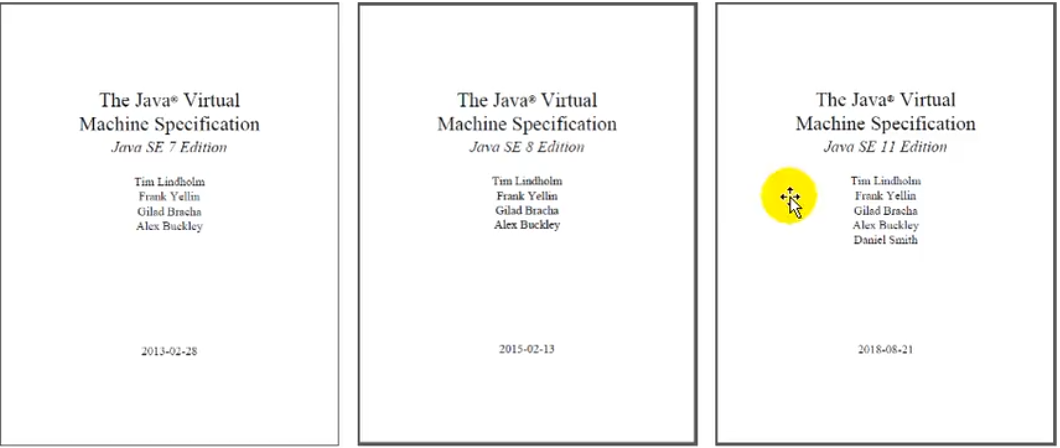 The Java® Virtual
Machine Specification
Java SE 7 Edition
Tim Lindholm
Frank Yellin
Gilad Bracha
Alex Buckley
2013-02-28
The Java® Virtual
Machine Specification
Java SE 8 Edition
Tim Lindholm
Frank Yellin
Gilad Bracha
Alex Buckley
2015-02-13
The Java® Virtual
Machine Specification
Java SE 11 Edition
Tim Lindholm
Frank Yellin
Gilad Bracha
Alex Buckley
Daniel Smith
2018-08-21